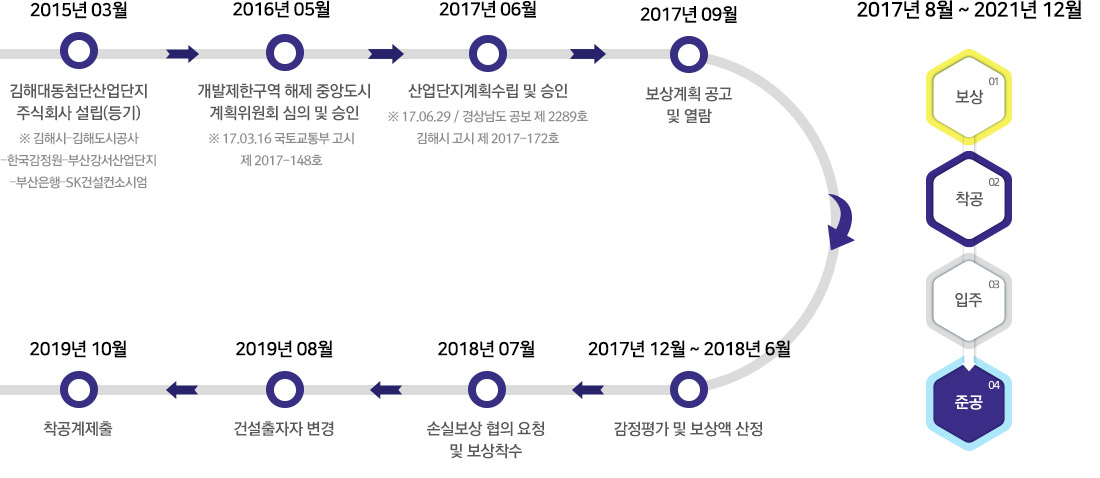 2015년 03월
김해대동첨단산업단지
주식회사 설립(등기)
※ 김해시-김해도시공사
-한국감정원-부산강서산업단지
-부산은행-SK건설컨소시엄
2016년 05월
개발제한구역 해제 중앙도시
계획위원회 심의 및 승인
※ 17.03.16 국토교통부 고시
제 2017-148호
2017년 06월
산업단지계획수립 및 승인
※ 17.06.29 / 경상남도 공보 제 2289호
김해시 고시 제 2017-172호
2017년 09월
보상계획 공고
및 열람
2017년 12월 ~ 2018년 6월
감정평가 및 보상액 산정
2018년 07월
손실보상 협의 요청
및 보상착수
2019년 08월
건설출자자 변경
2019년 10월
착공계제출
2017년 8월 ~ 2021년 12월
01
보상
02
착공
03
입주
04
준공